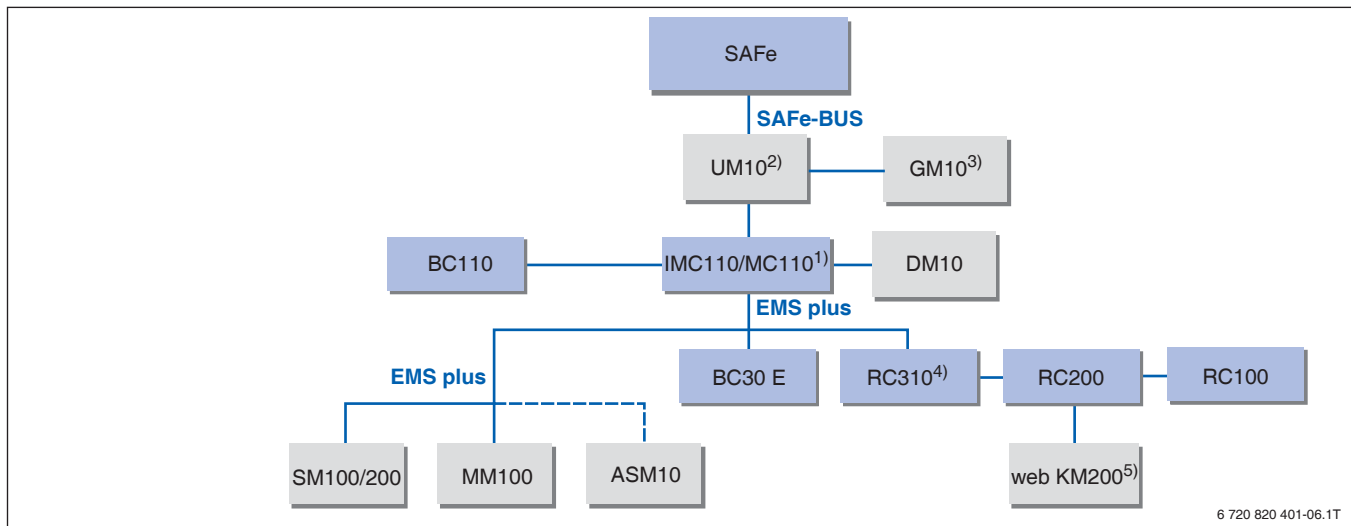 SAFe
SAFe-BUS
UM10²⁾
GM10³⁾
BC110
IMC110/MC110¹⁾
DM10
EMS plus
EMS plus
BC30 E
RC310⁴⁾
RC200
RC100
SM100/200
MM100
ASM10
web KM200⁵⁾
6 720 820 401-06.1T